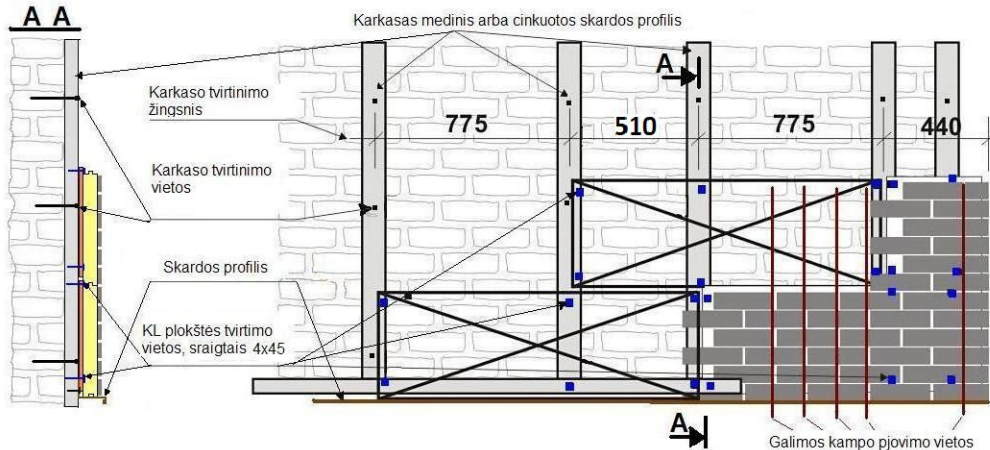 A A
Karkasas medinis arba cinkuotos skardos profilis
A
Karkaso tvirtinimo
žingsnis
775
510
775
440
Karkaso tvirtinimo
vietos
Skardos profilis
KL plokštės tvirtimo
vietos, sraigtais 4x45
A
Galimos kampo pjovimo vietos